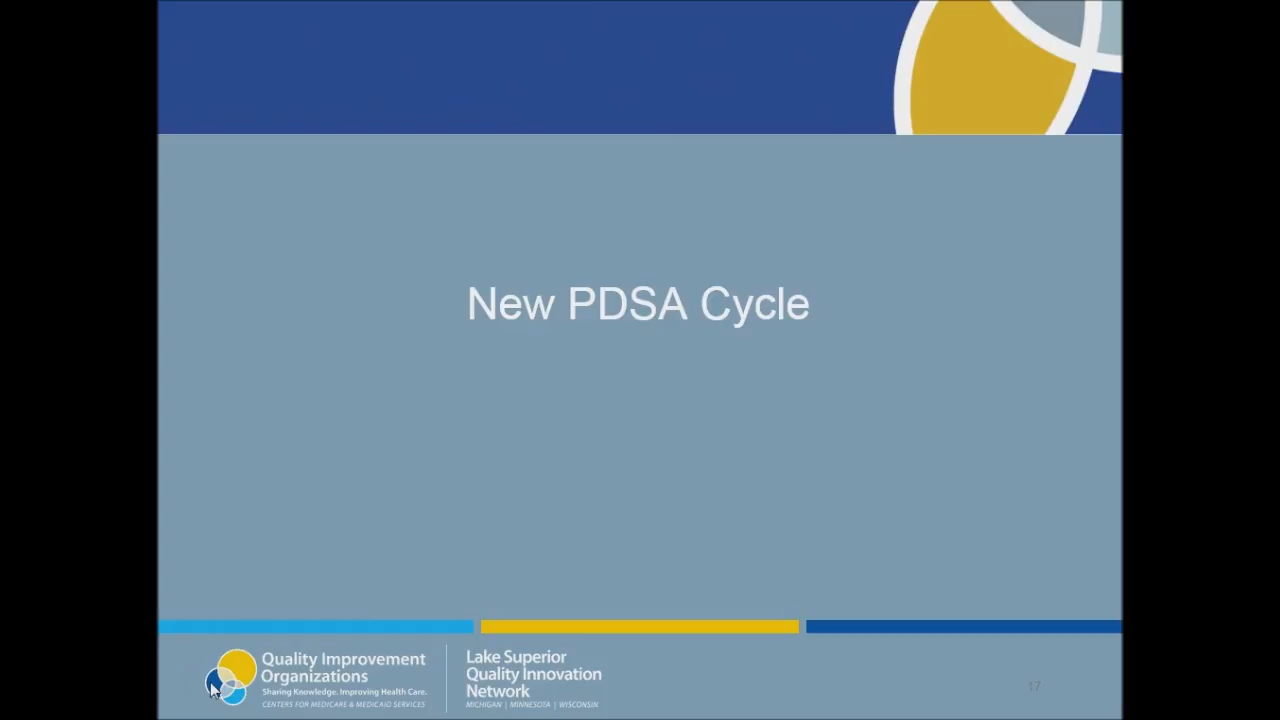 New PDSA Cycle
Quality Improvement
Organizations
Sharing Knowledge. Improving Health Care.
CENTERS FOR MEDICARE & MEDICAID SERVICES
Lake Superior
Quality Innovation
Network
MICHIGAN | MINNESOTA | WISCONSIN
17